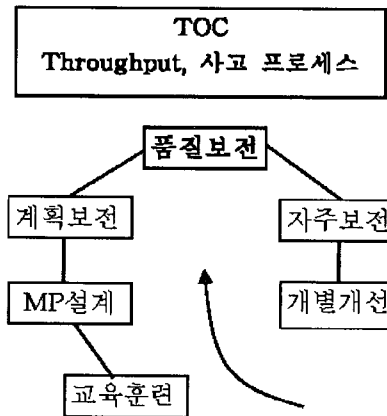 TOC
Throughput, 사고 프로세스
품질보전
계획보전
자주보전
MP설계
개별개선
교육훈련